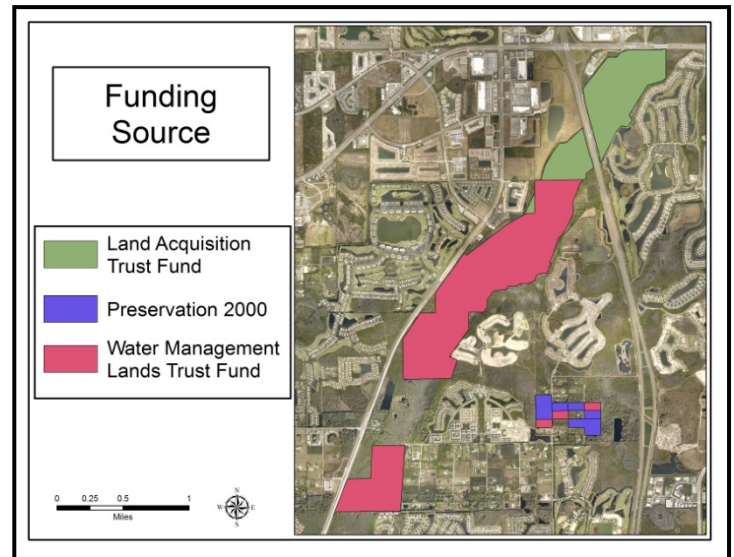 Funding
Source
Land Acquisition
Trust Fund
Preservation 2000
Water Management
Lands Trust Fund
0 0.25 0.5 1
Miles
N
W E
S